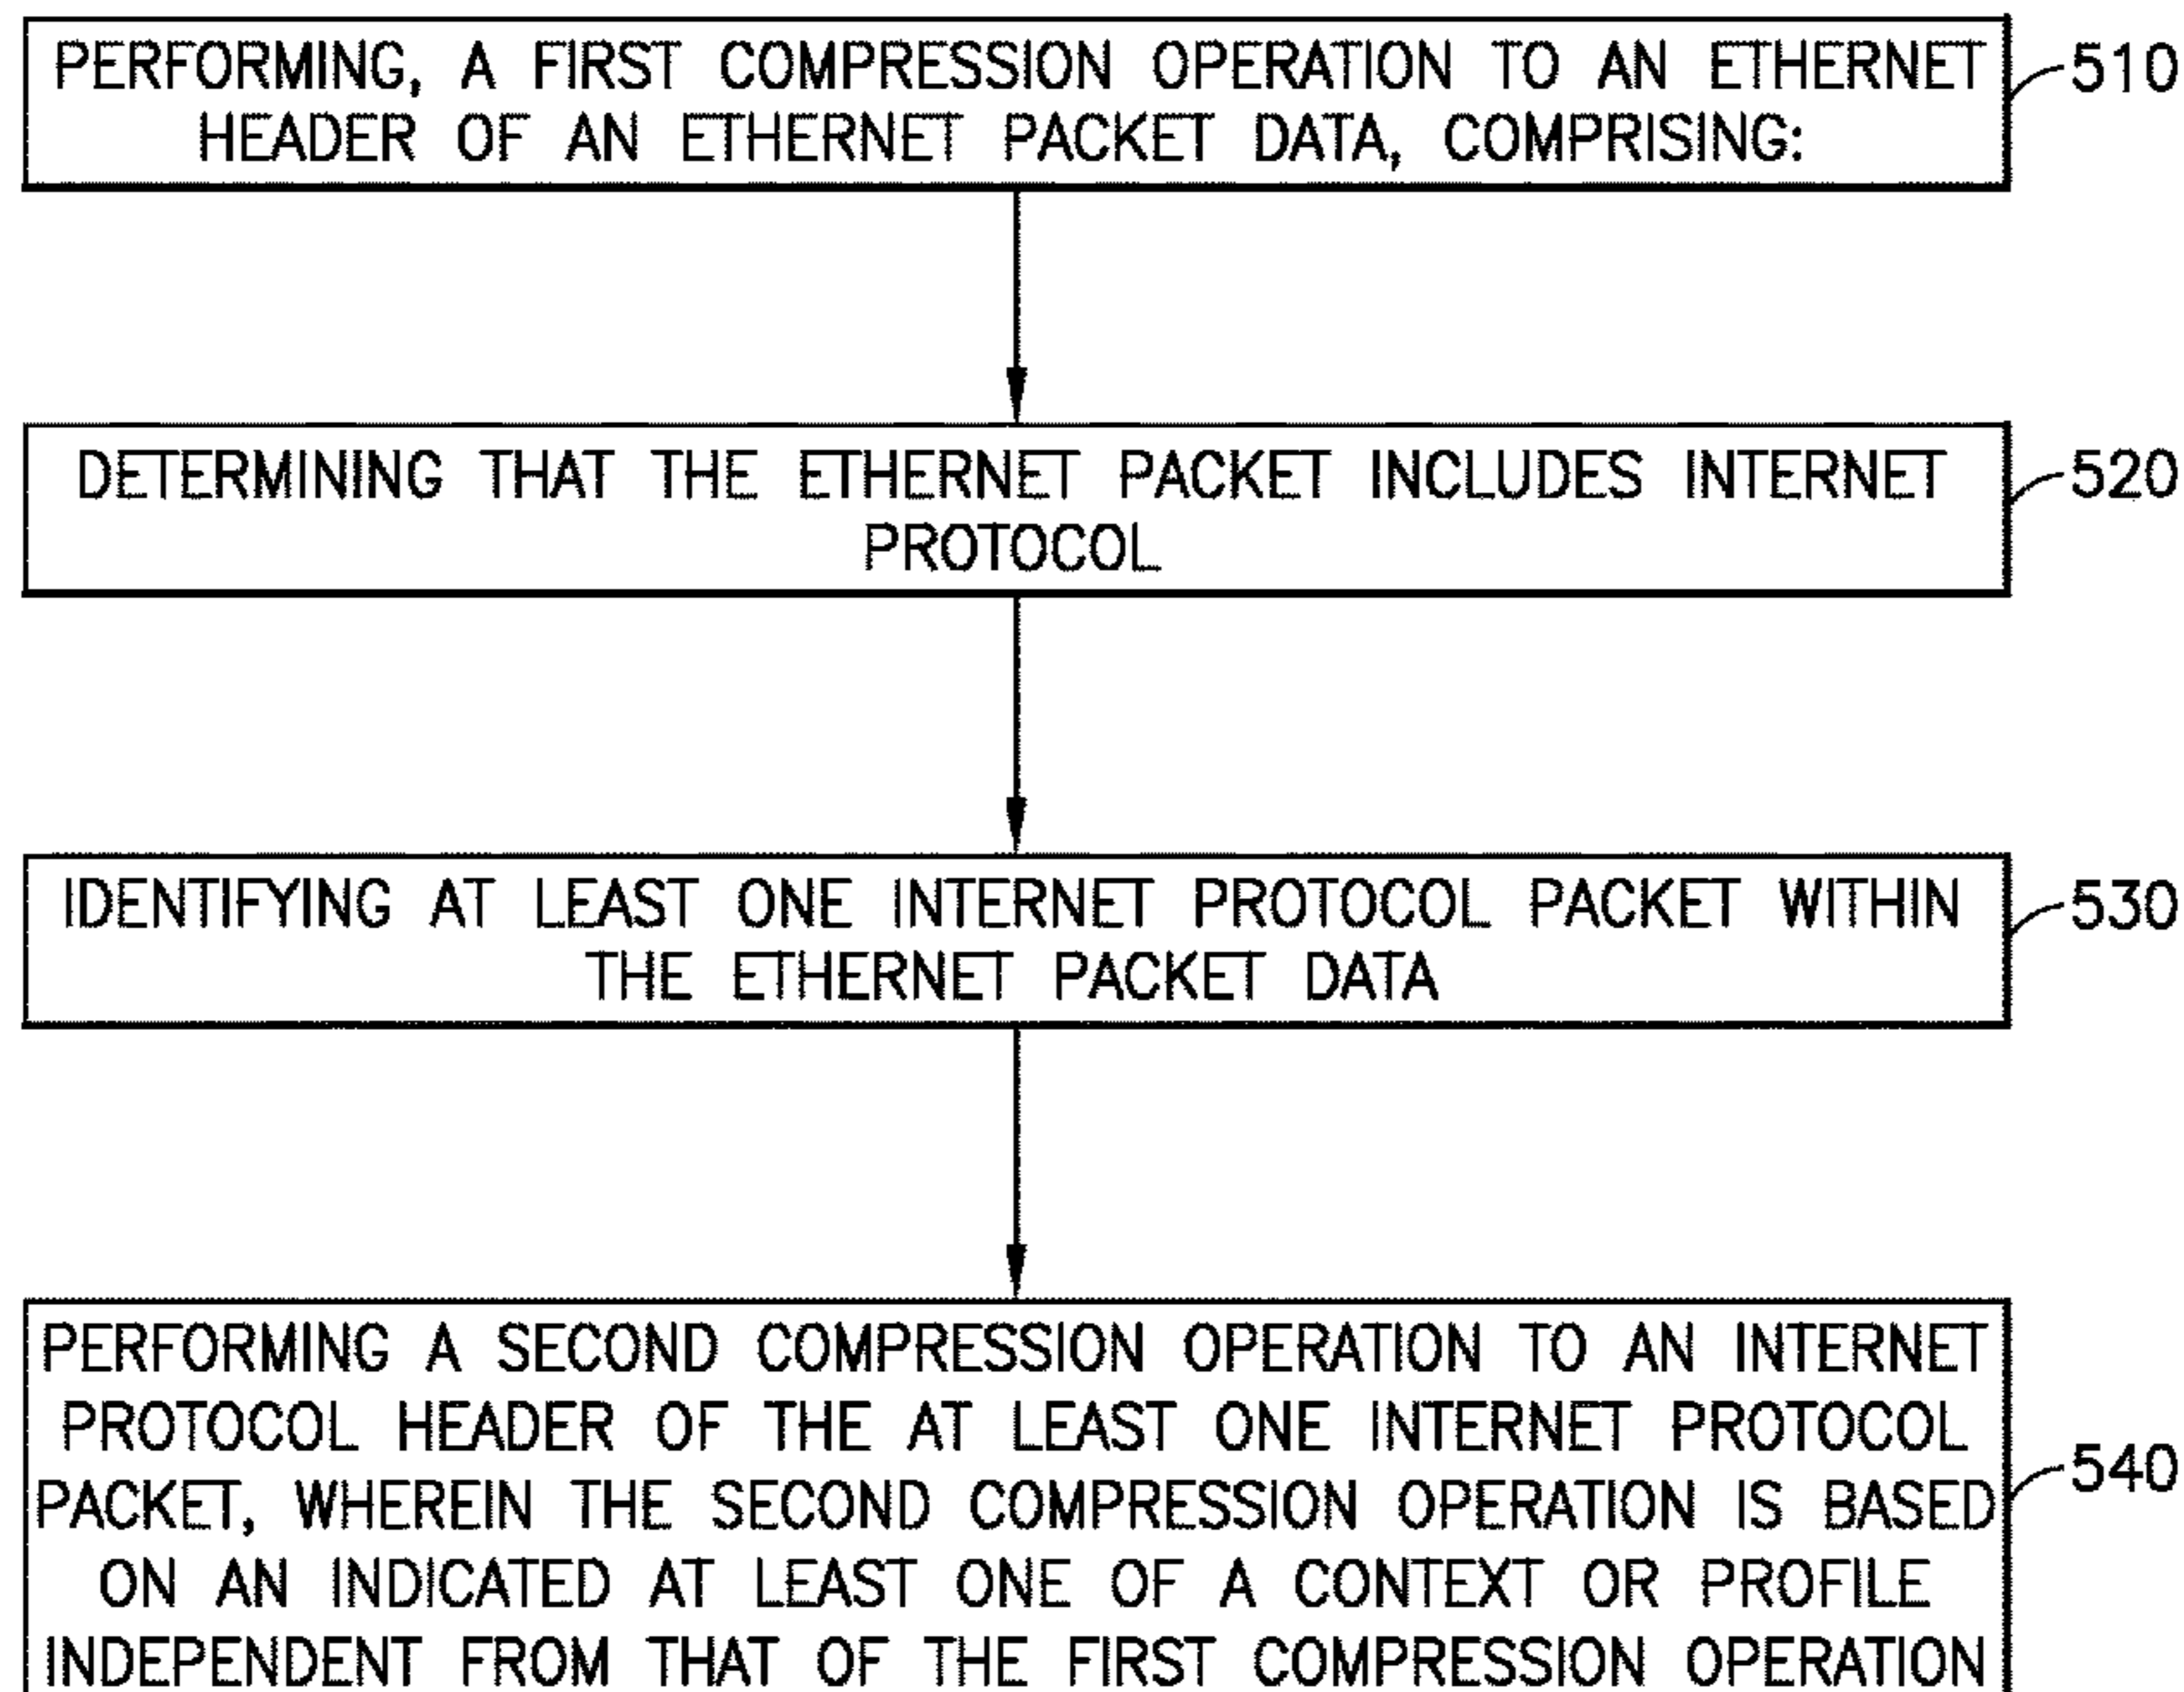 PERFORMING, A FIRST COMPRESSION OPERATION TO AN ETHERNET
HEADER OF AN ETHERNET PACKET DATA, COMPRISING:
510
DETERMINING THAT THE ETHERNET PACKET INCLUDES INTERNET
PROTOCOL
520
IDENTIFYING AT LEAST ONE INTERNET PROTOCOL PACKET WITHIN
THE ETHERNET PACKET DATA
530
PERFORMING A SECOND COMPRESSION OPERATION TO AN INTERNET
PROTOCOL HEADER OF THE AT LEAST ONE INTERNET PROTOCOL
PACKET, WHEREIN THE SECOND COMPRESSION OPERATION IS BASED
ON AN INDICATED AT LEAST ONE OF A CONTEXT OR PROFILE
INDEPENDENT FROM THAT OF THE FIRST COMPRESSION OPERATION
540